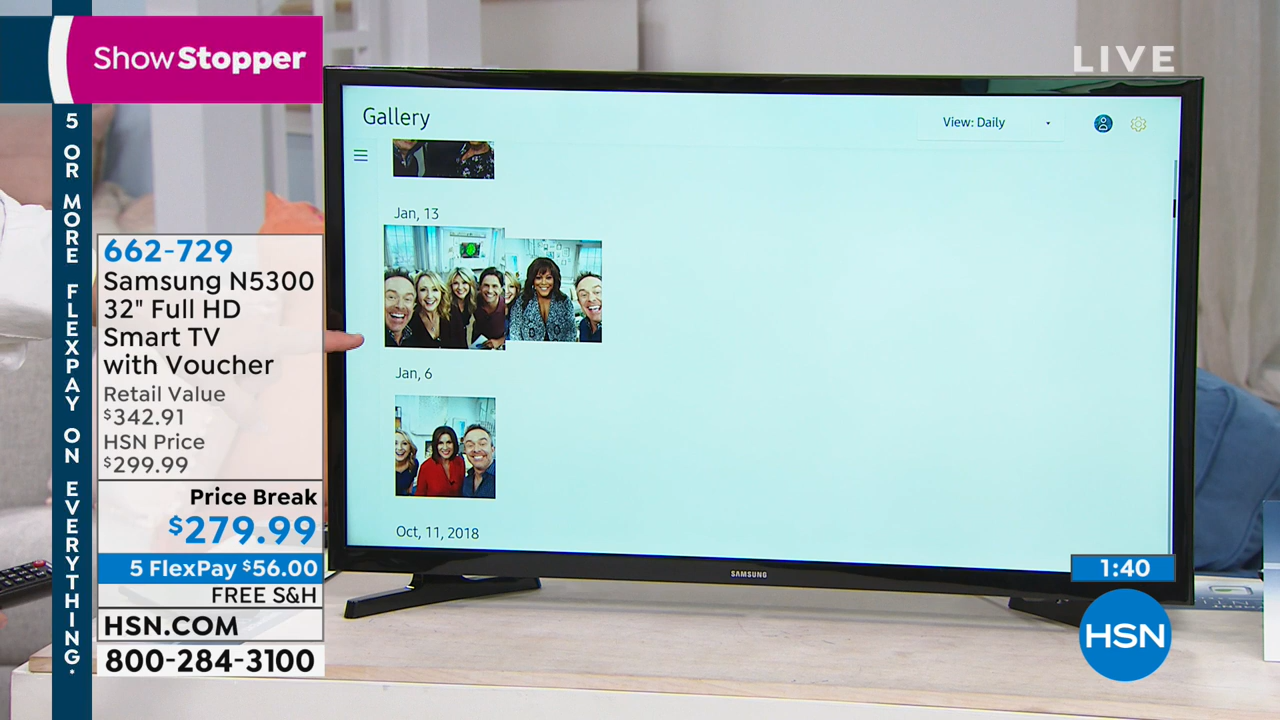 ShowStopper
LIVE
5 OR MORE FLEXPAY ON EVERYTHING.
662-729
Samsung N5300
32" Full HD
Smart TV
with Voucher
Retail Value
$342.91
HSN Price
$299.99
Price Break
$279.99
5 FlexPay $56.00
FREE S&H
HSN.COM
800-284-3100
Gallery
View: Daily
Jan, 13
Jan, 6
Oct, 11, 2018
SAMSUNG
1:40
HSN